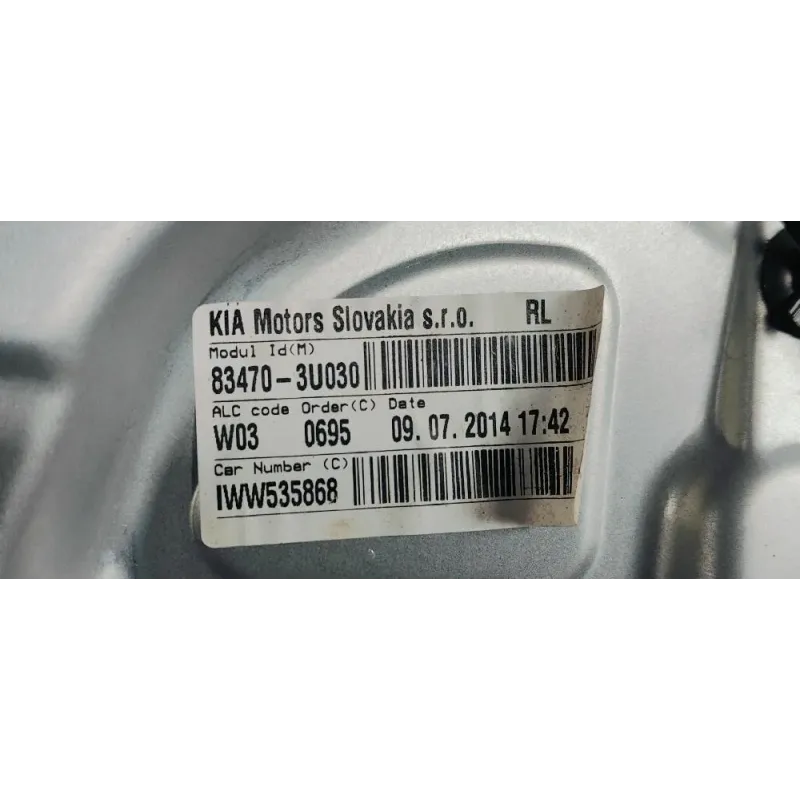 KIA Motors Slovakia s.r.o. RL
Modul Id(M)
83470-3U030
ALC code Order(C) Date
W03 0695 09. 07. 2014 17:42
Car Number (C)
IWW535868